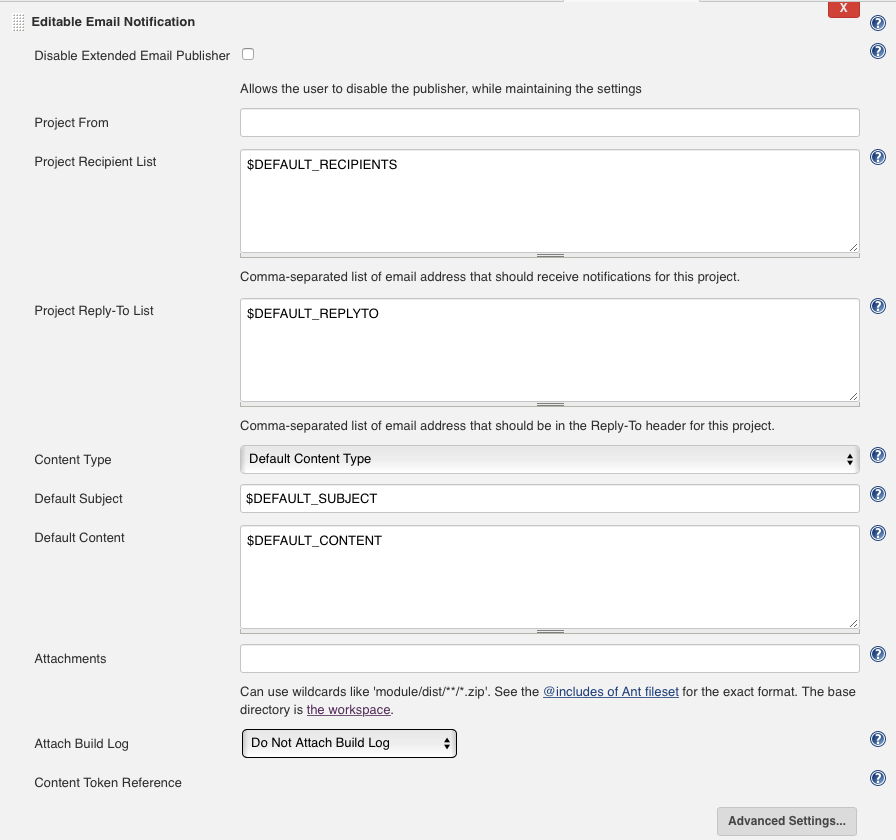 X
Editable Email Notification
?
Disable Extended Email Publisher
?
Allows the user to disable the publisher, while maintaining the settings
Project From
Project Recipient List
$DEFAULT_RECIPIENTS
?
Comma-separated list of email address that should receive notifications for this project.
Project Reply-To List
$DEFAULT_REPLYTO
?
Comma-separated list of email address that should be in the Reply-To header for this project.
Content Type
Default Content Type
?
Default Subject
$DEFAULT_SUBJECT
?
Default Content
$DEFAULT_CONTENT
?
Attachments
?
Can use wildcards like 'module/dist/**/*.zip'. See the @includes of Ant fileset for the exact format. The base
directory is the workspace.
Attach Build Log
Do Not Attach Build Log
?
Content Token Reference
?
Advanced Settings...